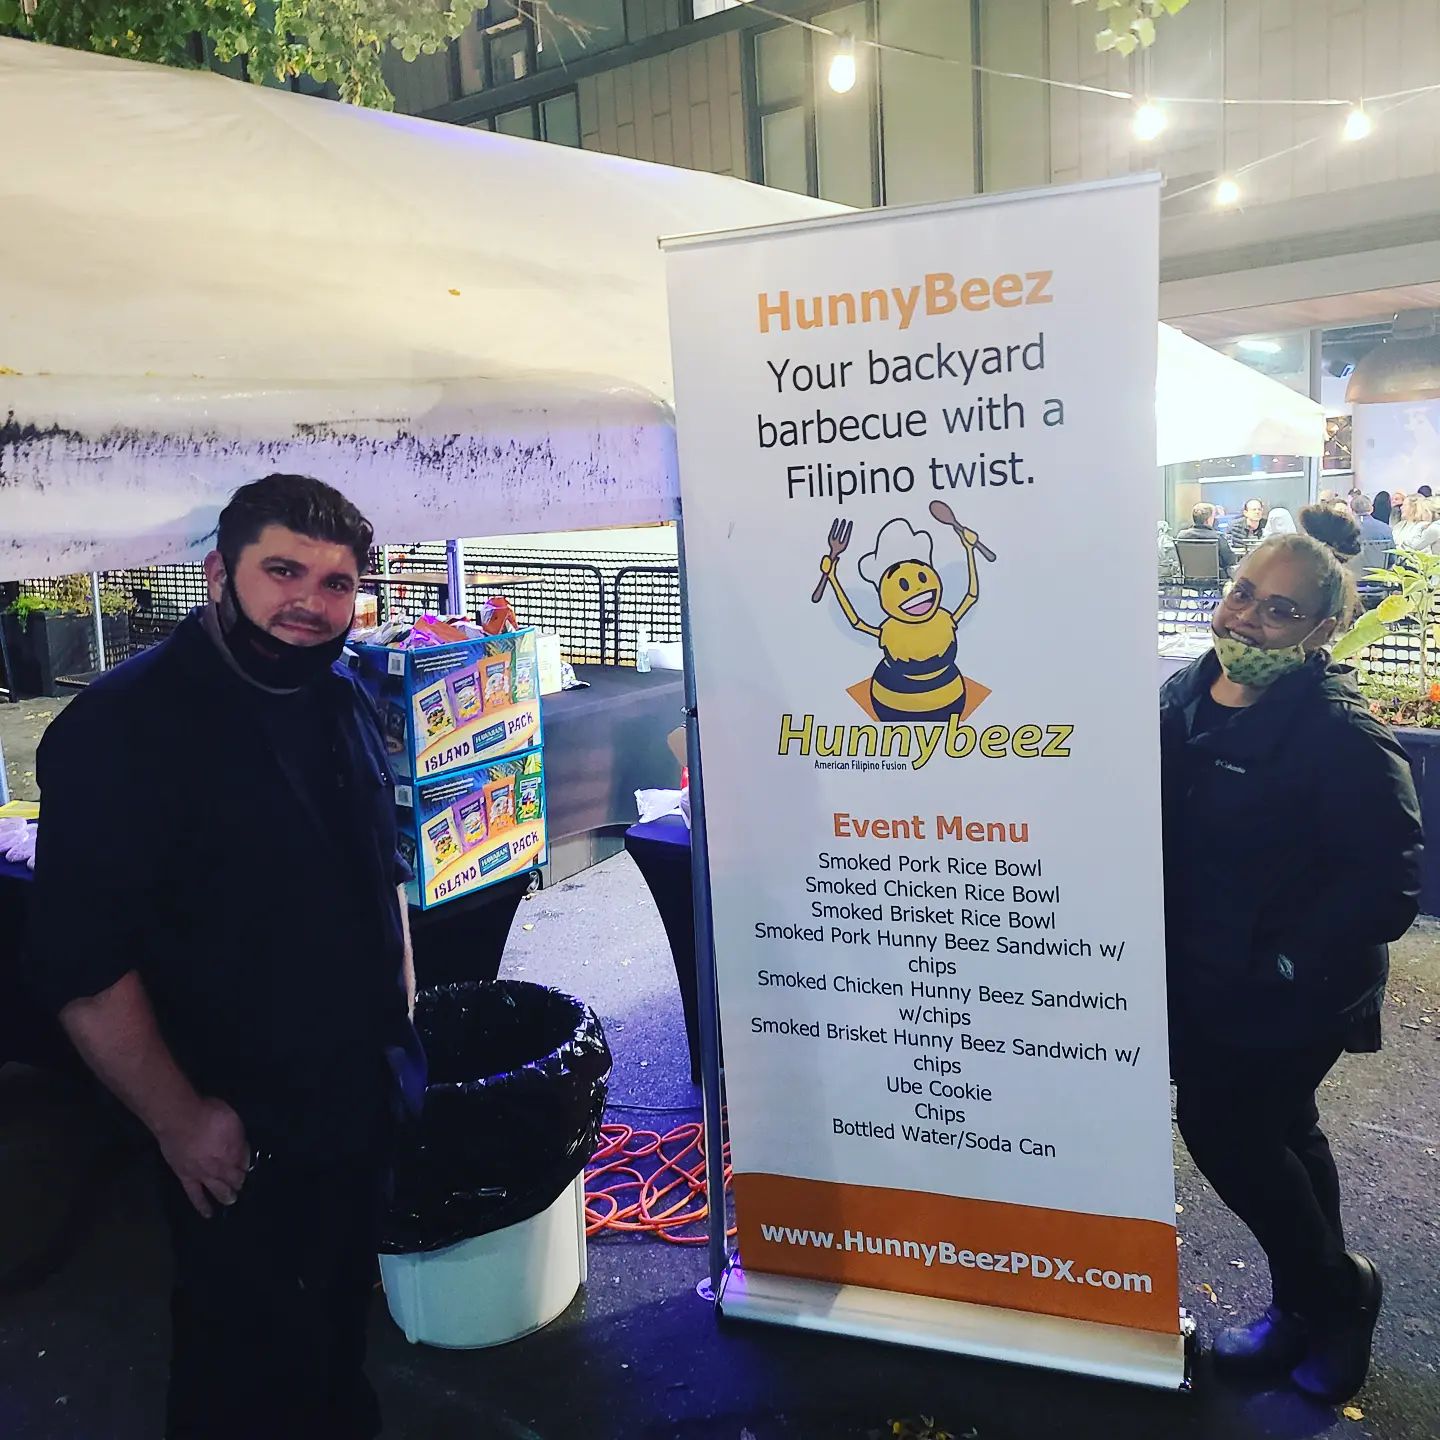 HunnyBeez
Your backyard
barbecue with a
Filipino twist.
Hunnybeez
American Filipino Fusion
Event Menu
Smoked Pork Rice Bowl
Smoked Chicken Rice Bowl
Smoked Brisket Rice Bowl
Smoked Pork Hunny Beez Sandwich w/
chips
Smoked Chicken Hunny Beez Sandwich
w/chips
Smoked Brisket Hunny Beez Sandwich w/
chips
Ube Cookie
Chips
Bottled Water/Soda Can
www.HunnyBeezPDX.com
ISLAND HAWAIIAN PACK
ISLAND HAWAIIAN PACK
Columbia